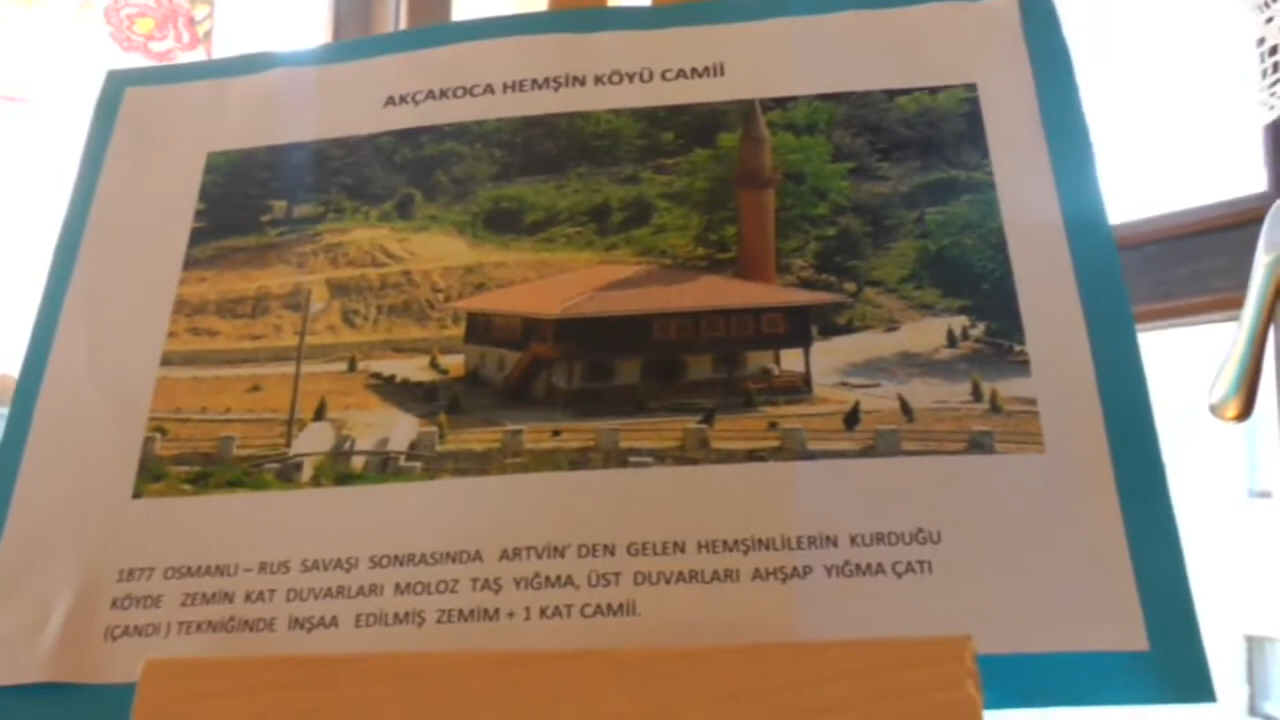 AKÇAKOCA HEMŞİN KÖYÜ CAMİİ
1877 OSMANLI – RUS SAVAŞI SONRASINDA ARTVİN' DEN GELEN HEMŞİNLİLERİN KURDUĞU
KÖYDE ZEMİN KAT DUVARLARI MOLOZ TAŞ YIĞMA, ÜST DUVARLARI AHŞAP YIĞMA ÇATI
(ÇANDI ) TEKNİĞİNDE İNŞAA EDİLMİŞ ZEMİM + 1 KAT CAMİİ.